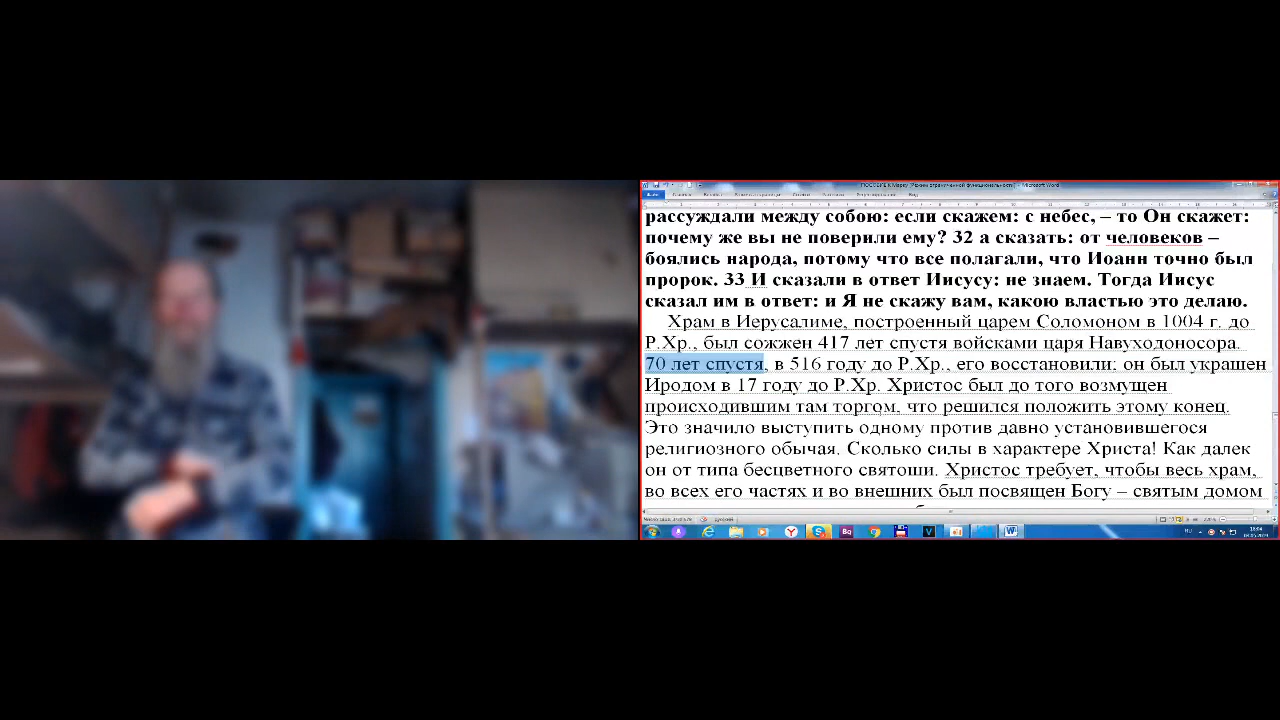 рассуждали между собою: если скажем: с небес, – то Он скажет:
почему же вы не поверили ему? 32 а сказать: от человеков –
боялись народа, потому что все полагали, что Иоанн точно был
пророк. 33 И сказали в ответ Иисусу: не знаем. Тогда Иисус
сказал им в ответ: и Я не скажу вам, какою властью это делаю.
Храм в Иерусалиме, построенный царем Соломоном в 1004 г. до
Р.Хр., был сожжен 417 лет спустя войсками царя Навуходоносора.
70 лет спустя, в 516 году до Р.Хр., его восстановили: он был украшен
Иродом в 17 году до Р.Хр. Христос был до того возмущен
происходившим там торгом, что решился положить этому конец.
Это значило выступить одному против давно установившегося
религиозного обычая. Сколько силы в характере Христа! Как далек
он от типа бесцветного святоши. Христос требует, чтобы весь храм,
во всех его частях и во внешних был посвящен Богу – святым домом